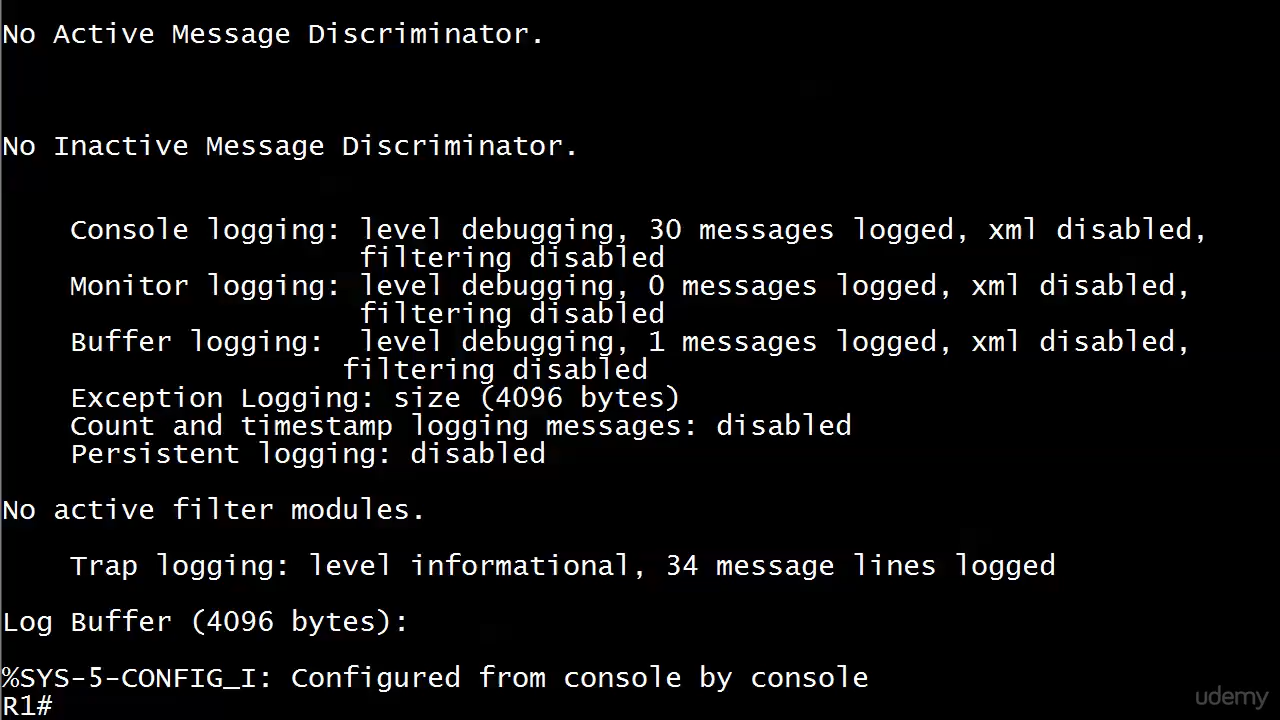 No Active Message Discriminator.
No Inactive Message Discriminator.
Console logging: level debugging, 30 messages logged, xml disabled,
filtering disabled
Monitor logging: level debugging, 0 messages logged, xml disabled,
filtering disabled
Buffer logging:  level debugging, 1 messages logged, xml disabled,
filtering disabled
Exception Logging: size (4096 bytes)
Count and timestamp logging messages: disabled
Persistent logging: disabled
No active filter modules.
Trap logging: level informational, 34 message lines logged
Log Buffer (4096 bytes):
%SYS-5-CONFIG_I: Configured from console by console
R1#
udemy